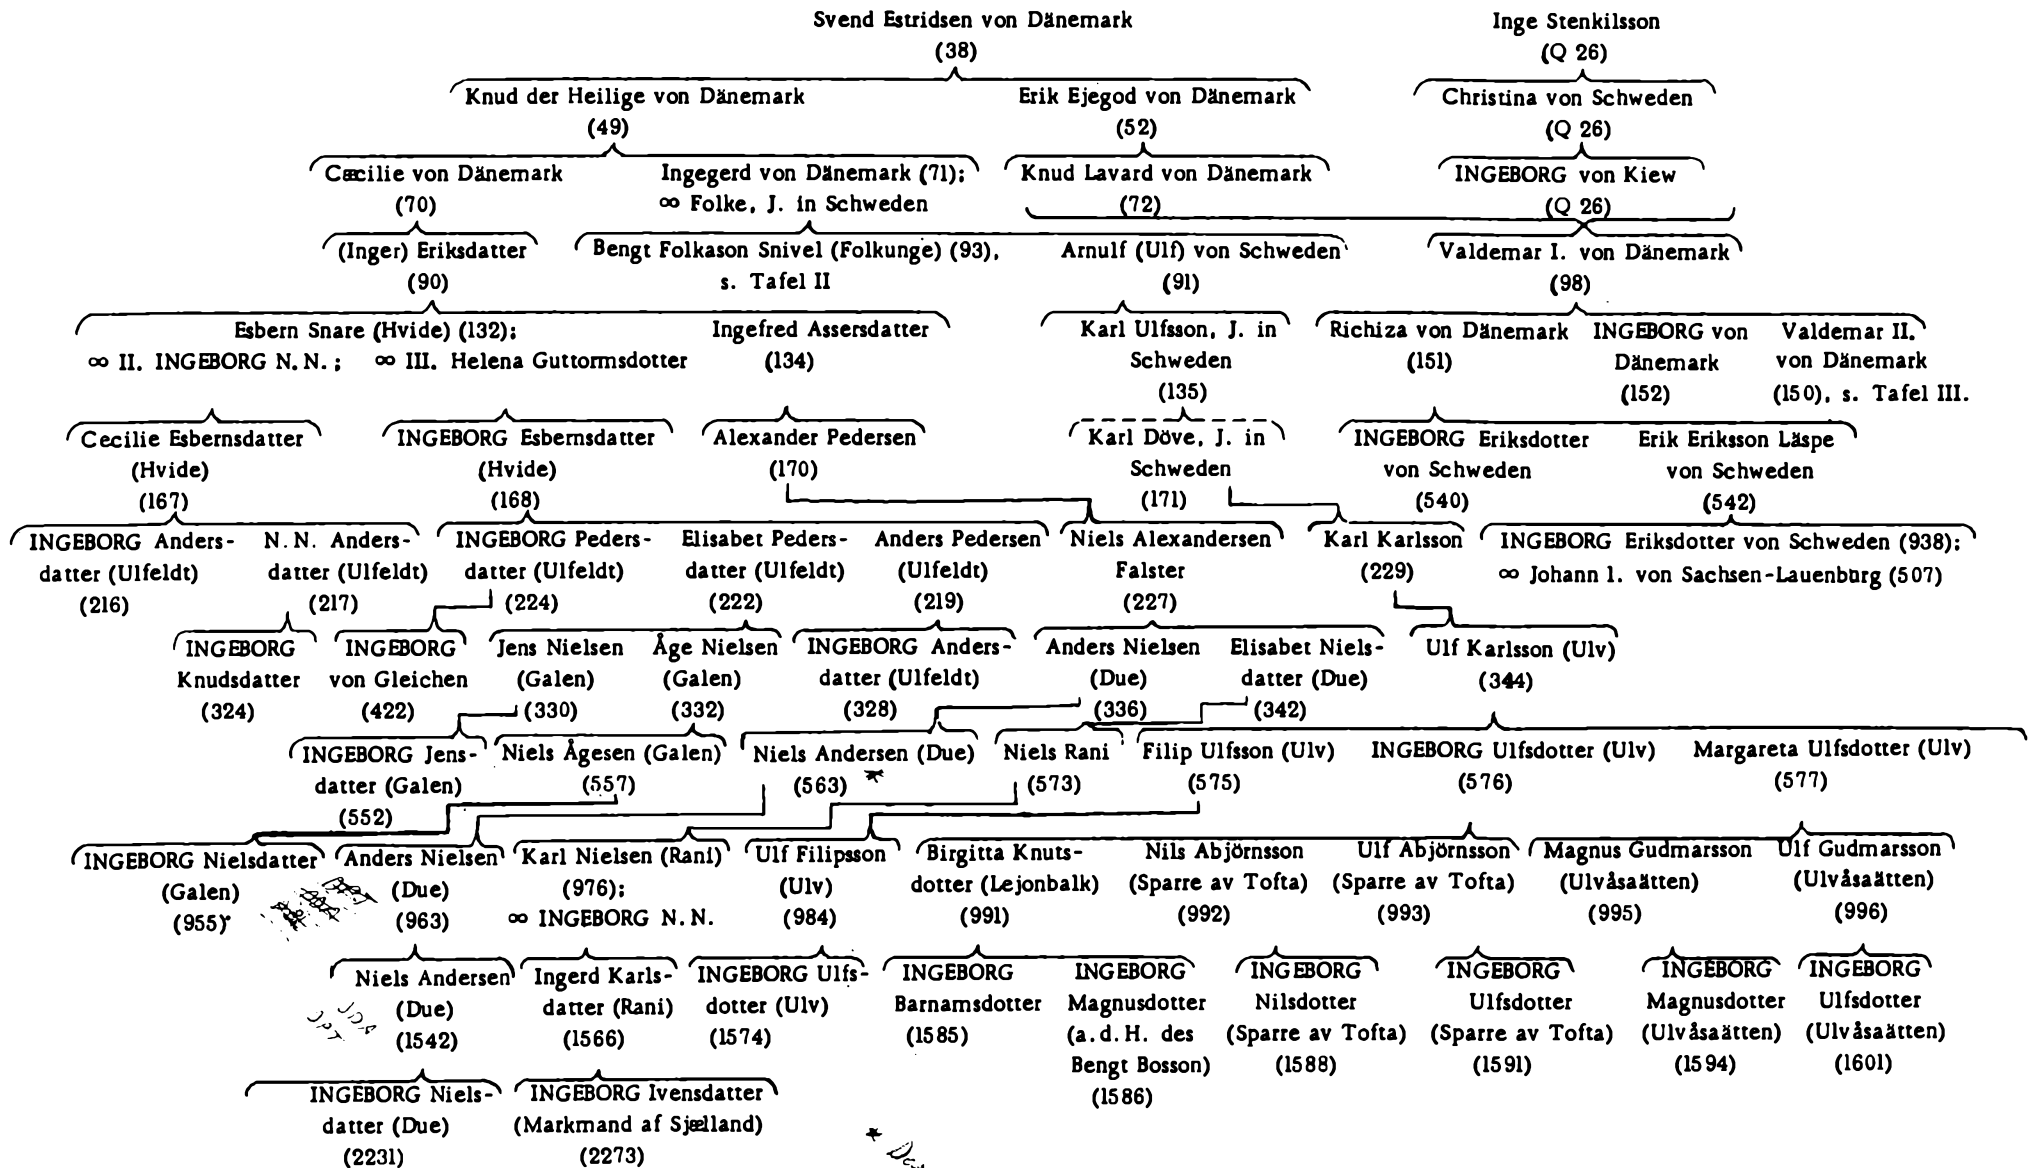 Svend Estridsen von Dänemark
(38)
Inge Stenkilsson
(Q 26)
Knud der Heilige von Dänemark
(49)
Erik Ejegod von Dänemark
(52)
Christina von Schweden
(Q 26)
Cæcilie von Dänemark
(70)
Ingegerd von Dänemark (71);
∞ Folke, J. in Schweden
Knud Lavard von Dänemark
(72)
INGEBORG von Kiew
(Q 26)
(Inger) Eriksdatter
(90)
Bengt Folkason Snivel (Folkunge) (93),
s. Tafel II
Arnulf (Ulf) von Schweden
(91)
Valdemar I. von Dänemark
(98)
Esbern Snare (Hvide) (132);
∞ II. INGEBORG N.N.; ∞ III. Helena Guttormsdotter
Ingefred Assersdatter
(134)
Karl Ulfsson, J. in
Schweden
(135)
Richiza von Dänemark
(151)
INGEBORG von
Dänemark
(152)
Valdemar II.
von Dänemark
(150), s. Tafel III.
Cecilie Esbernsdatter
(Hvide)
(167)
INGEBORG Esbernsdatter
(Hvide)
(168)
Alexander Pedersen
(170)
Karl Döve, J. in
Schweden
(171)
INGEBORG Eriksdotter
von Schweden
(540)
Erik Eriksson Läspe
von Schweden
(542)
INGEBORG Anders-
datter (Ulfeldt)
(216)
N.N. Anders-
datter (Ulfeldt)
(217)
INGEBORG Peders-
datter (Ulfeldt)
(224)
Elisabet Peders-
datter (Ulfeldt)
(222)
Anders Pedersen
(Ulfeldt)
(219)
Niels Alexandersen
Falster
(227)
Karl Karlsson
(229)
INGEBORG Eriksdotter von Schweden (938);
∞ Johann I. von Sachsen-Lauenburg (507)
INGEBORG
Knudsdatter
(324)
INGEBORG
von Gleichen
(422)
Jens Nielsen
(Galen)
(330)
Åge Nielsen
(Galen)
(332)
INGEBORG Anders-
datter (Ulfeldt)
(328)
Anders Nielsen
(Due)
(336)
Elisabet Niels-
datter (Due)
(342)
Ulf Karlsson (Ulv)
(344)
INGEBORG Jens-
datter (Galen)
(552)
Niels Ågesen (Galen)
(557)
Niels Andersen (Due)
(563) *
Niels Rani
(573)
Filip Ulfsson (Ulv)
(575)
INGEBORG Ulfsdotter (Ulv)
(576)
Margareta Ulfsdotter (Ulv)
(577)
INGEBORG Nielsdatter
(Galen)
(955)
Anders Nielsen
(Due)
(963)
Karl Nielsen (Rani)
(976);
∞ INGEBORG N.N.
Ulf Filipsson
(Ulv)
(984)
Birgitta Knuts-
dotter (Lejonbalk)
(991)
Nils Abjörnsson
(Sparre av Tofta)
(992)
Ulf Abjörnsson
(Sparre av Tofta)
(993)
Magnus Gudmarsson
(Ulvåsaätten)
(995)
Ulf Gudmarsson
(Ulvåsaätten)
(996)
Niels Andersen
(Due)
(1542)
Ingerd Karls-
datter (Rani)
(1566)
INGEBORG Ulfs-
dotter (Ulv)
(1574)
INGEBORG
Barnamsdotter
(1585)
INGEBORG
Magnusdotter
(a.d.H. des
Bengt Bosson)
(1586)
INGEBORG
Nilsdotter
(Sparre av Tofta)
(1588)
INGEBORG
Ulfsdotter
(Sparre av Tofta)
(1591)
INGEBORG
Magnusdotter
(Ulvåsaätten)
(1594)
INGEBORG
Ulfsdotter
(Ulvåsaätten)
(1601)
INGEBORG Niels-
datter (Due)
(2231)
INGEBORG Ivensdatter
(Markmand af Sjælland)
(2273)
*